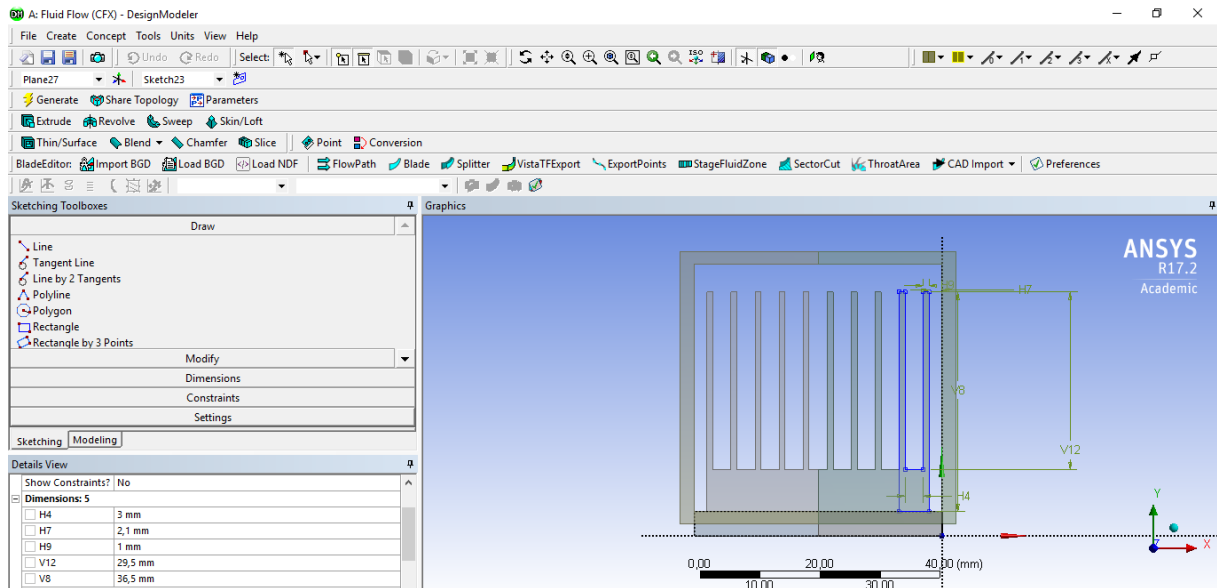 A: Fluid Flow (CFX) - DesignModeler
File Create Concept Tools Units View Help
Undo Redo Select: ISO
Plane27 Sketch23
Generate Share Topology Parameters
Extrude Revolve Sweep Skin/Loft
Thin/Surface Blend Chamfer Slice Point Conversion
BladeEditor: Import BGD Load BGD Load NDF FlowPath Blade Splitter VistaTFExport ExportPoints StageFluidZone SectorCut ThroatArea CAD Import Preferences
Sketching Toolboxes
Draw
Line
Tangent Line
Line by 2 Tangents
Polyline
Polygon
Rectangle
Rectangle by 3 Points
Modify
Dimensions
Constraints
Settings
Sketching Modeling
Details View
Show Constraints? No
Dimensions: 5
H4 3 mm
H7 2,1 mm
H9 1 mm
V12 29,5 mm
V8 36,5 mm
Graphics
ANSYS
R17.2
Academic
H7
V8
V12
H4
Y
X
0,00 20,00 40,00 (mm)
10,00 30,00